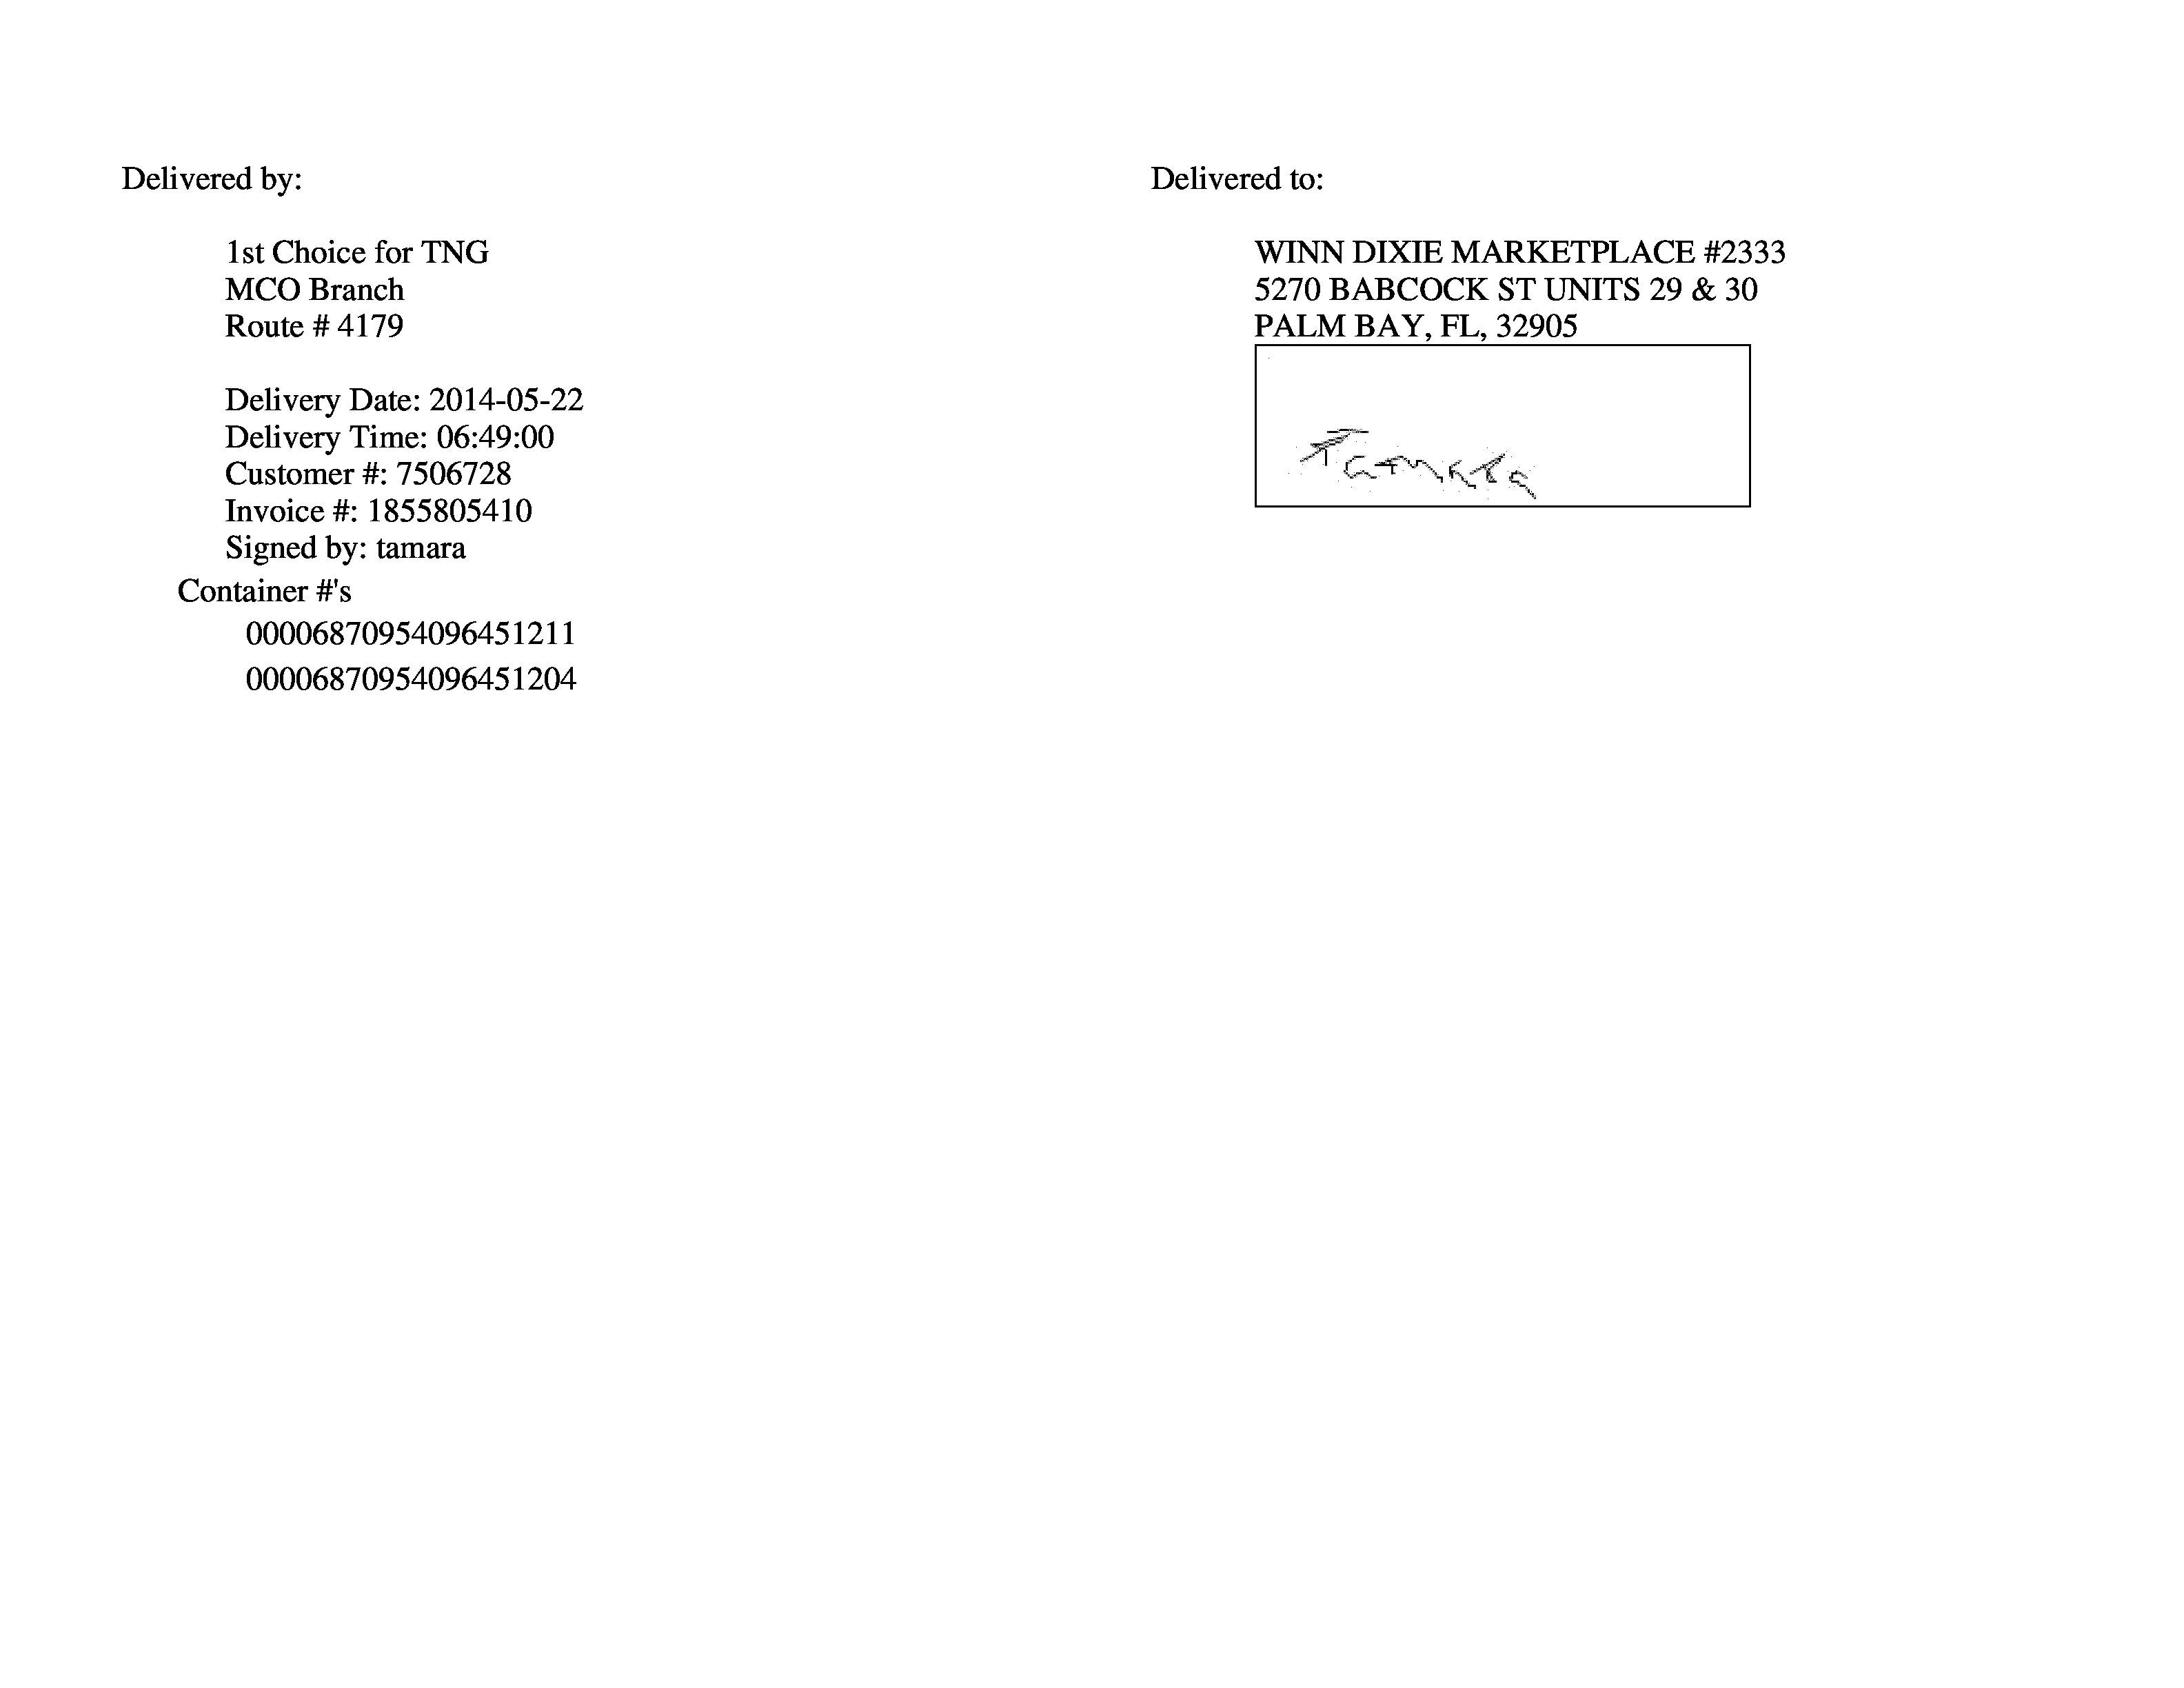 Delivered by:
1st Choice for TNG
MCO Branch
Route # 4179
Delivery Date: 2014-05-22
Delivery Time: 06:49:00
Customer #: 7506728
Invoice #: 1855805410
Signed by: tamara
Container #'s
00006870954096451211
00006870954096451204
Delivered to:
WINN DIXIE MARKETPLACE #2333
5270 BABCOCK ST UNITS 29 & 30
PALM BAY, FL, 32905
Tamara